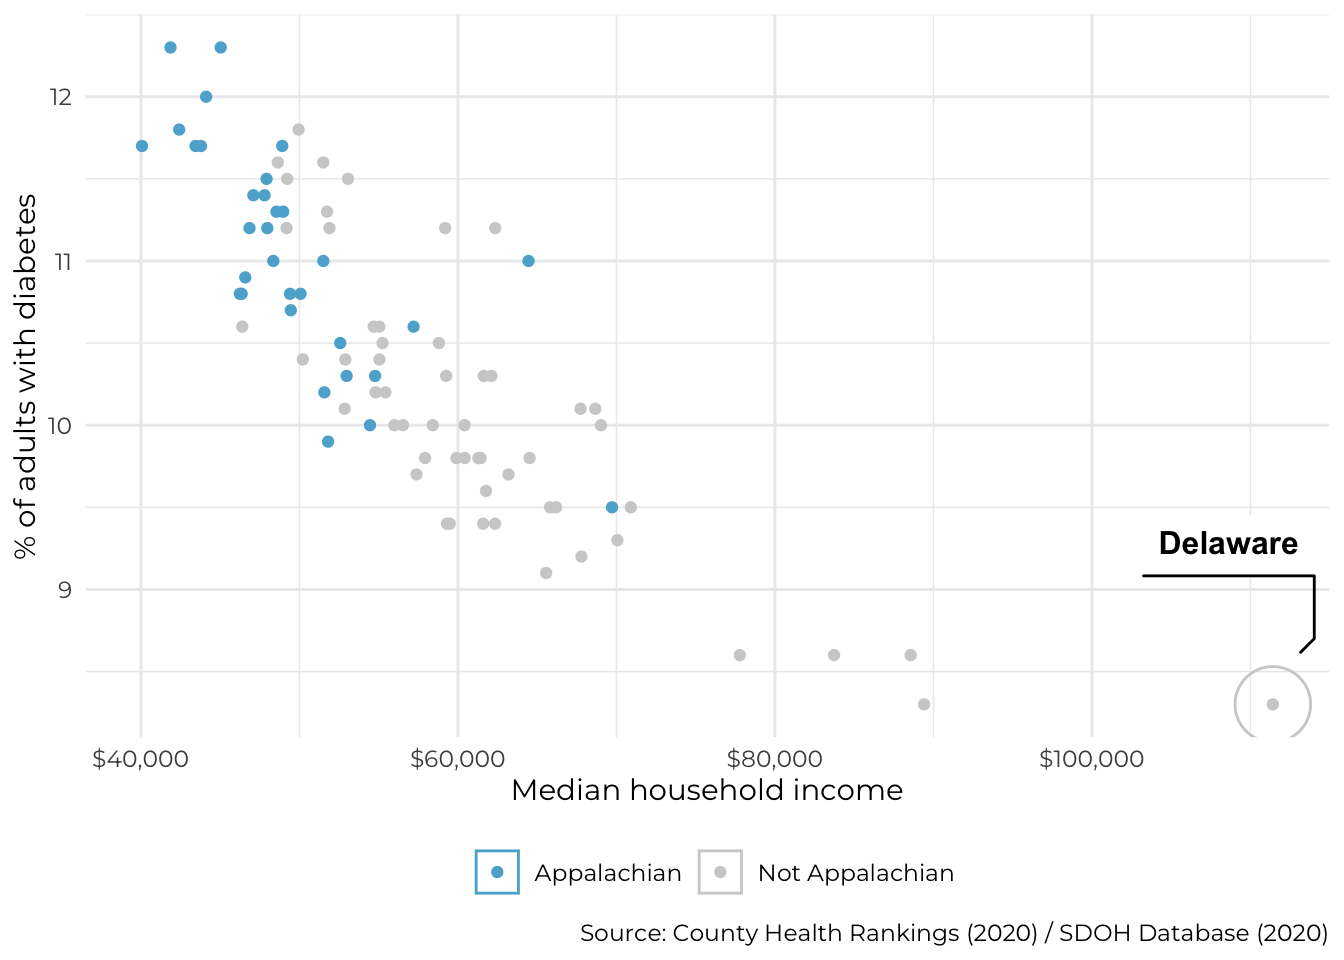 12
11
10
9
% of adults with diabetes
Delaware
$40,000 $60,000 $80,000 $100,000
Median household income
Appalachian Not Appalachian
Source: County Health Rankings (2020) / SDOH Database (2020)